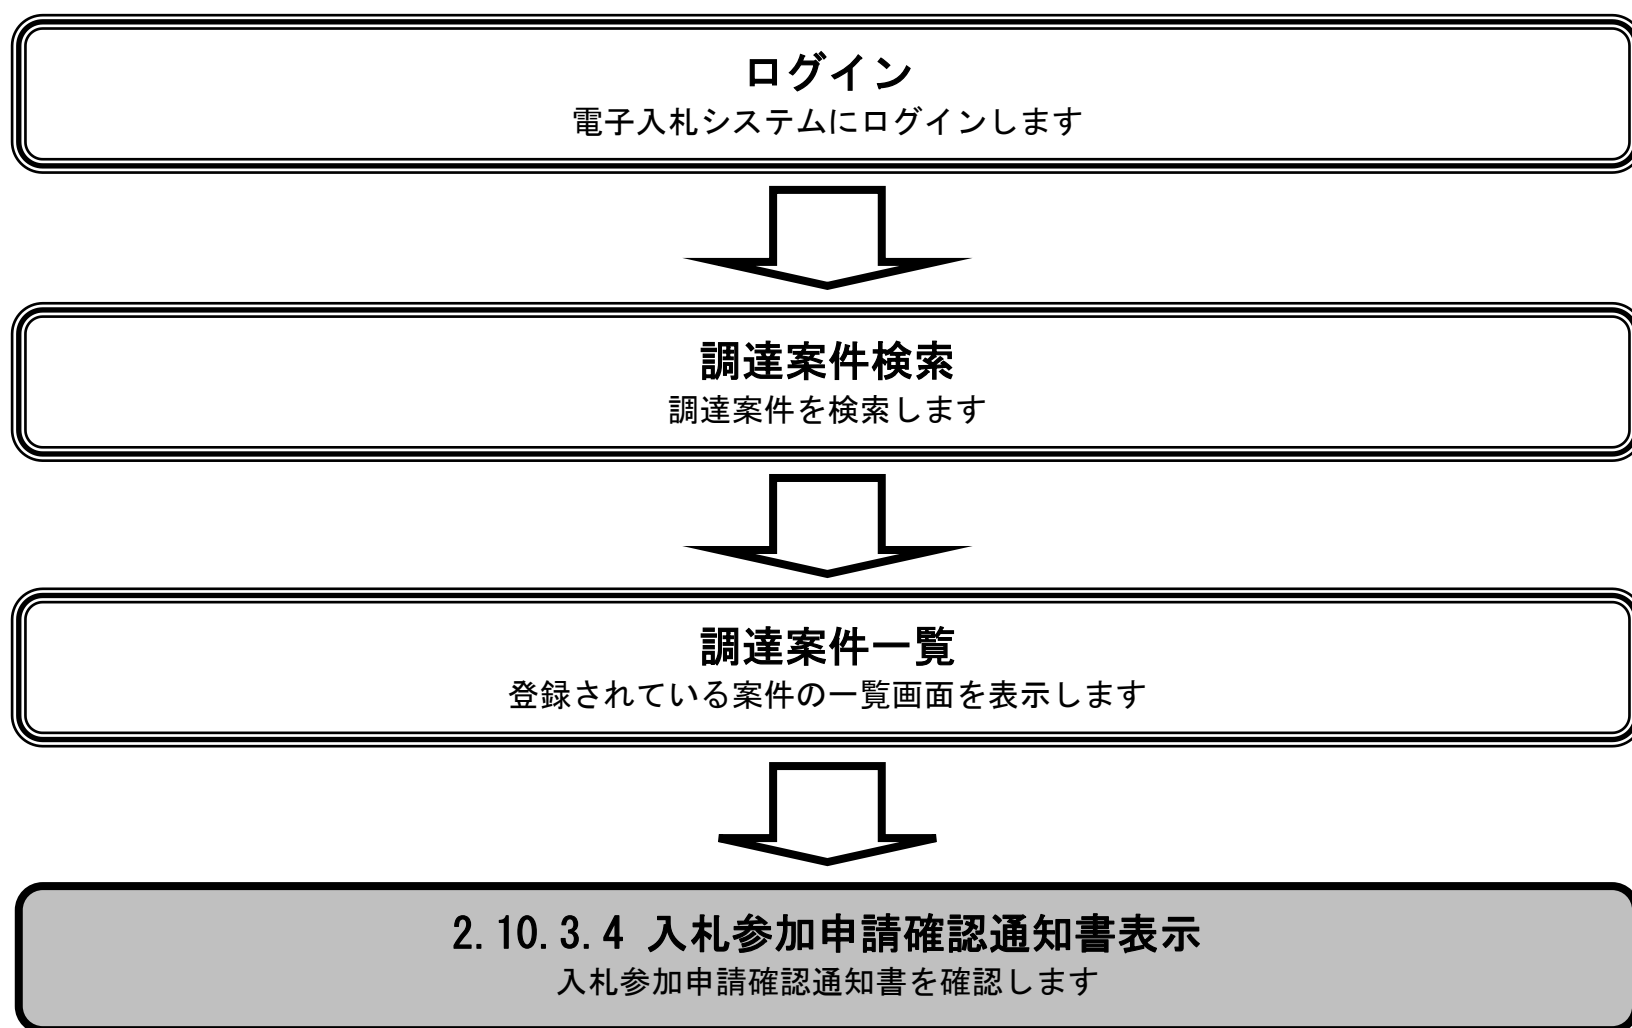 ログイン
電子入札システムにログインします
調達案件検索
調達案件を検索します
調達案件一覧
登録されている案件の一覧画面を表示します
2.10.3.4 入札参加申請確認通知書表示
入札参加申請確認通知書を確認します